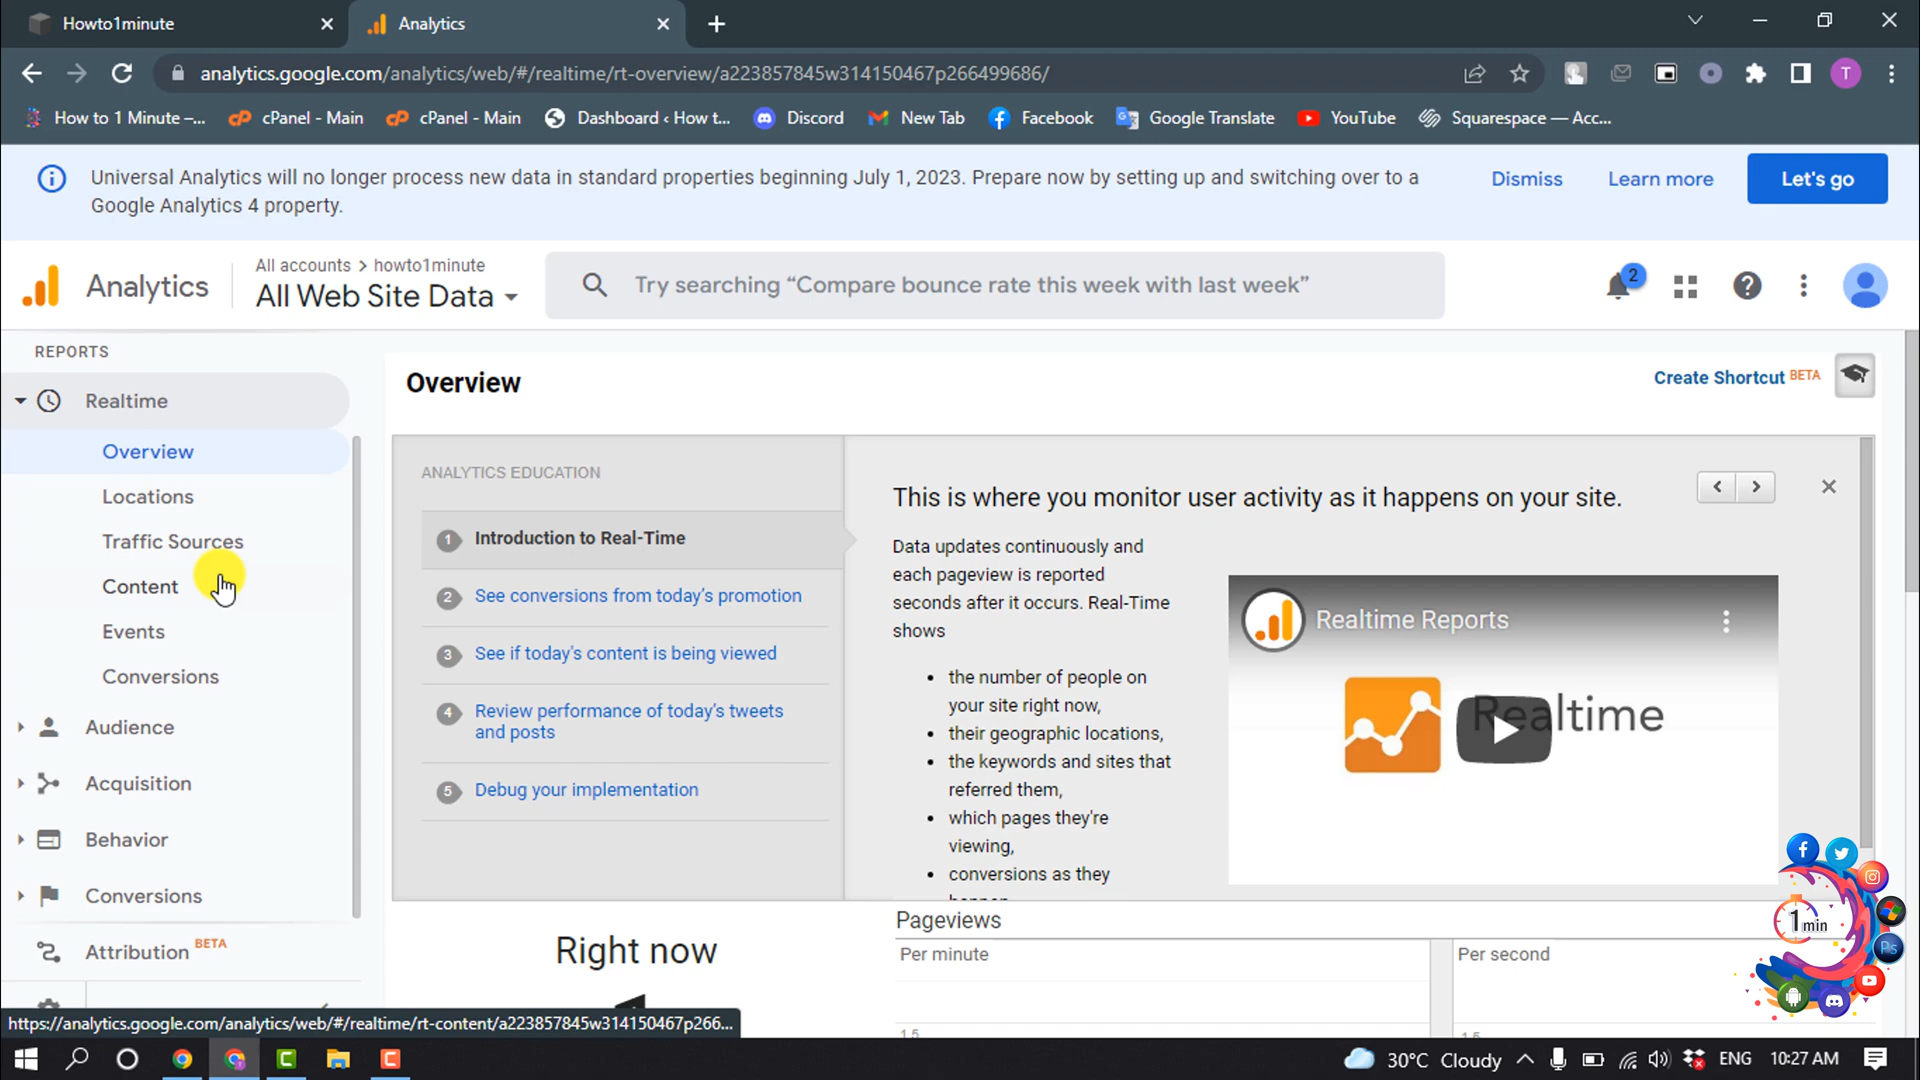 Howto1minute
Analytics
analytics.google.com/analytics/web/#/realtime/rt-overview/a223857845w314150467p266499686/
T
How to 1 Minute –...
cPanel - Main
cPanel - Main
Dashboard ‹ How t...
Discord
New Tab
Facebook
Google Translate
YouTube
Squarespace — Acc...
Universal Analytics will no longer process new data in standard properties beginning July 1, 2023. Prepare now by setting up and switching over to a
Google Analytics 4 property.
Dismiss
Learn more
Let's go
Analytics
All accounts > howto1minute
All Web Site Data
Try searching “Compare bounce rate this week with last week”
2
REPORTS
Realtime
Overview
Locations
Traffic Sources
Content
Events
Conversions
Audience
Acquisition
Behavior
Conversions
Attribution BETA
Overview
Create Shortcut BETA
ANALYTICS EDUCATION
1 Introduction to Real-Time
2 See conversions from today's promotion
3 See if today's content is being viewed
4 Review performance of today's tweets
and posts
5 Debug your implementation
This is where you monitor user activity as it happens on your site.
Data updates continuously and
each pageview is reported
seconds after it occurs. Real-Time
shows
• the number of people on
your site right now,
• their geographic locations,
• the keywords and sites that
referred them,
• which pages they're
viewing,
• conversions as they
Realtime Reports
Realtime
Right now
Pageviews
Per minute
Per second
1.5
1.5
1min
Ps
https://analytics.google.com/analytics/web/#/realtime/rt-content/a223857845w314150467p266...
30°C Cloudy
ENG
10:27 AM